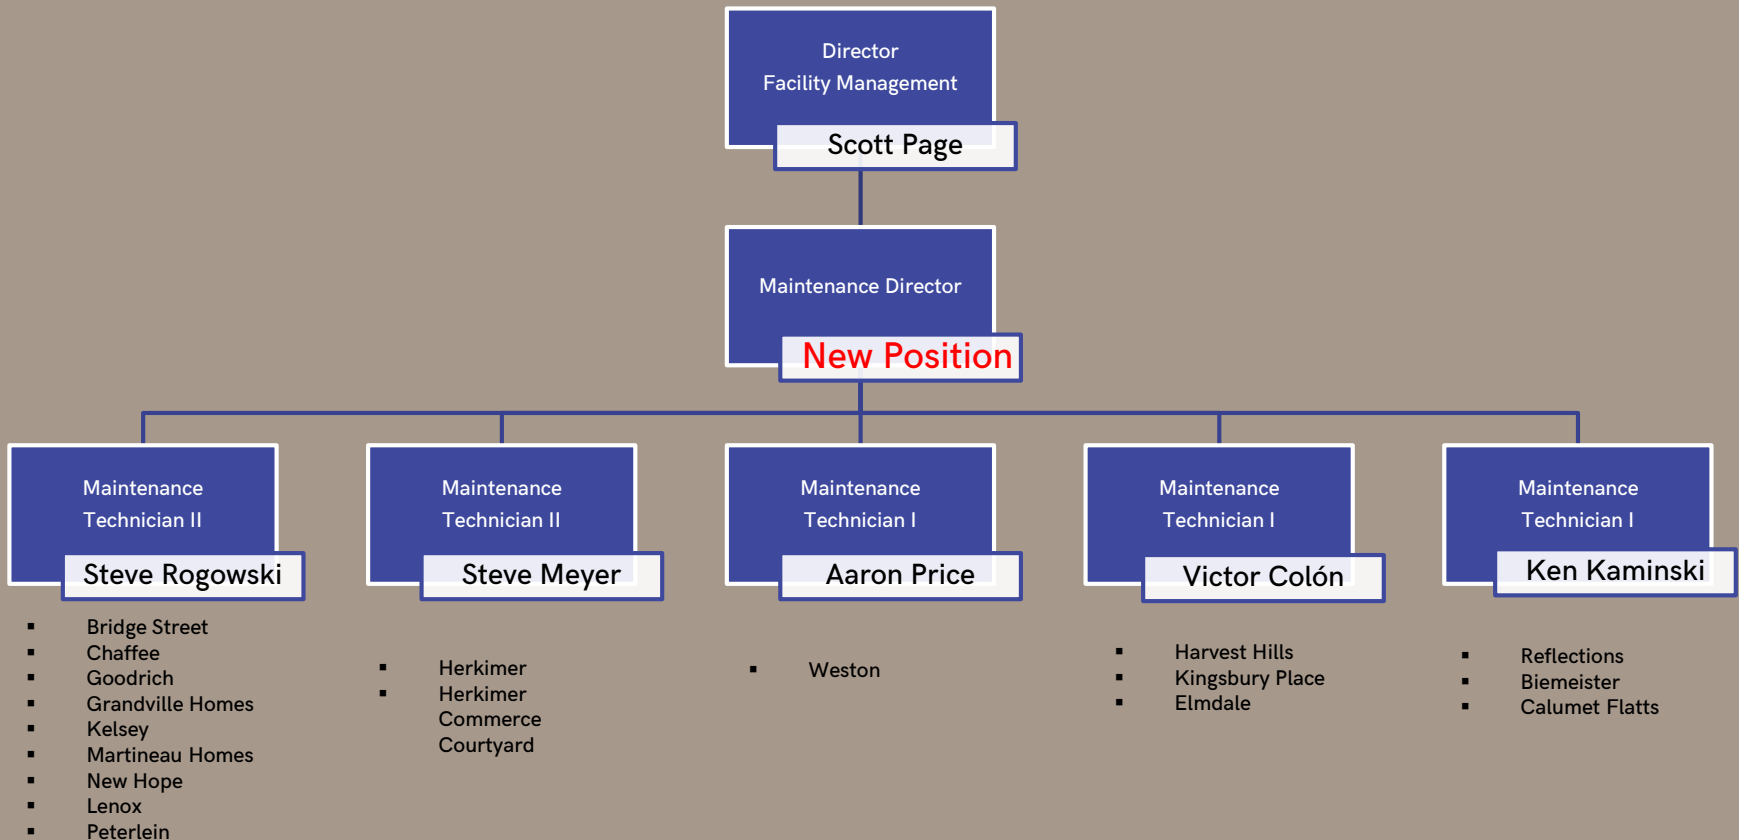 Director
Facility Management
Scott Page
Maintenance Director
New Position
Maintenance
Technician II
Steve Rogowski
▪ Bridge Street
▪ Chaffee
▪ Goodrich
▪ Grandville Homes
▪ Kelsey
▪ Martineau Homes
▪ New Hope
▪ Lenox
▪ Peterlein
Maintenance
Technician II
Steve Meyer
▪ Herkimer
▪ Herkimer
Commerce
Courtyard
Maintenance
Technician I
Aaron Price
▪ Weston
Maintenance
Technician I
Victor Colón
▪ Harvest Hills
▪ Kingsbury Place
▪ Elmdale
Maintenance
Technician I
Ken Kaminski
▪ Reflections
▪ Biemeister
▪ Calumet Flatts